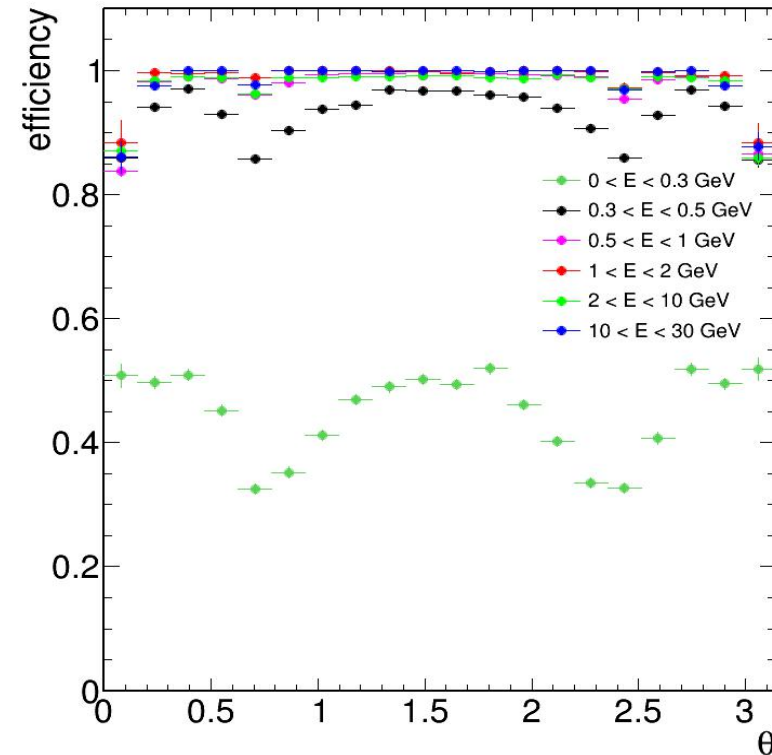 efficiency
1
0.8
0.6
0.4
0.2
0
0 < E < 0.3 GeV
0.3 < E < 0.5 GeV
0.5 < E < 1 GeV
1 < E < 2 GeV
2 < E < 10 GeV
10 < E < 30 GeV
0 0.5 1 1.5 2 2.5 3
θ